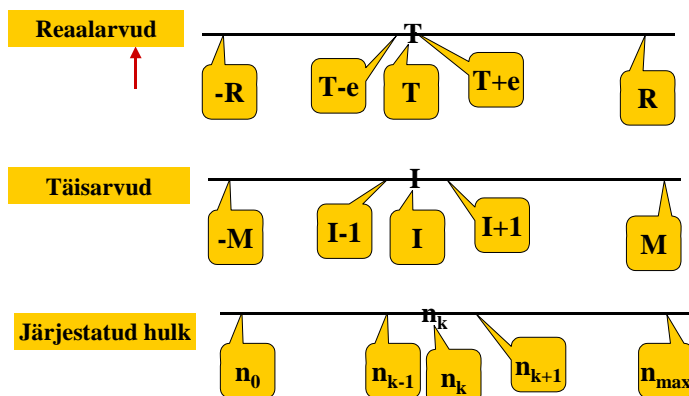 Reaalarvud
T
-R
T-e
T
T+e
R
Täisarvud
I
-M
I-1
I
I+1
M
Järjestatud hulk
nk
n0
nk-1
nk
nk+1
nmax